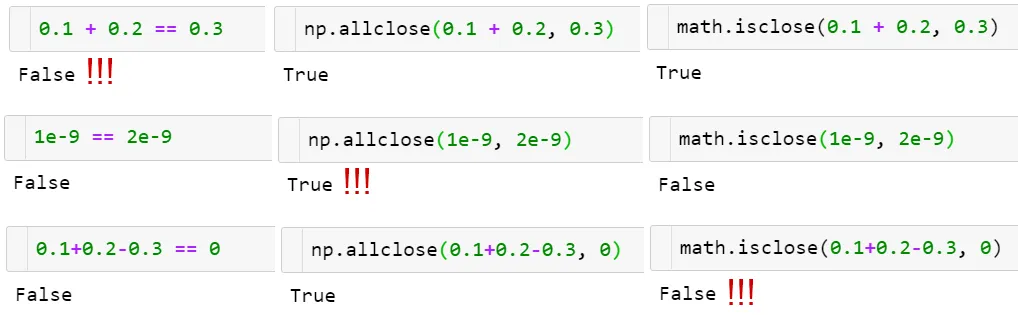 0.1 + 0.2 == 0.3
np.allclose(0.1 + 0.2, 0.3)
math.isclose(0.1 + 0.2, 0.3)
False !!!
True
True
1e-9 == 2e-9
np.allclose(1e-9, 2e-9)
math.isclose(1e-9, 2e-9)
False
True !!!
False
0.1+0.2-0.3 == 0
np.allclose(0.1+0.2-0.3, 0)
math.isclose(0.1+0.2-0.3, 0)
False
True
False !!!